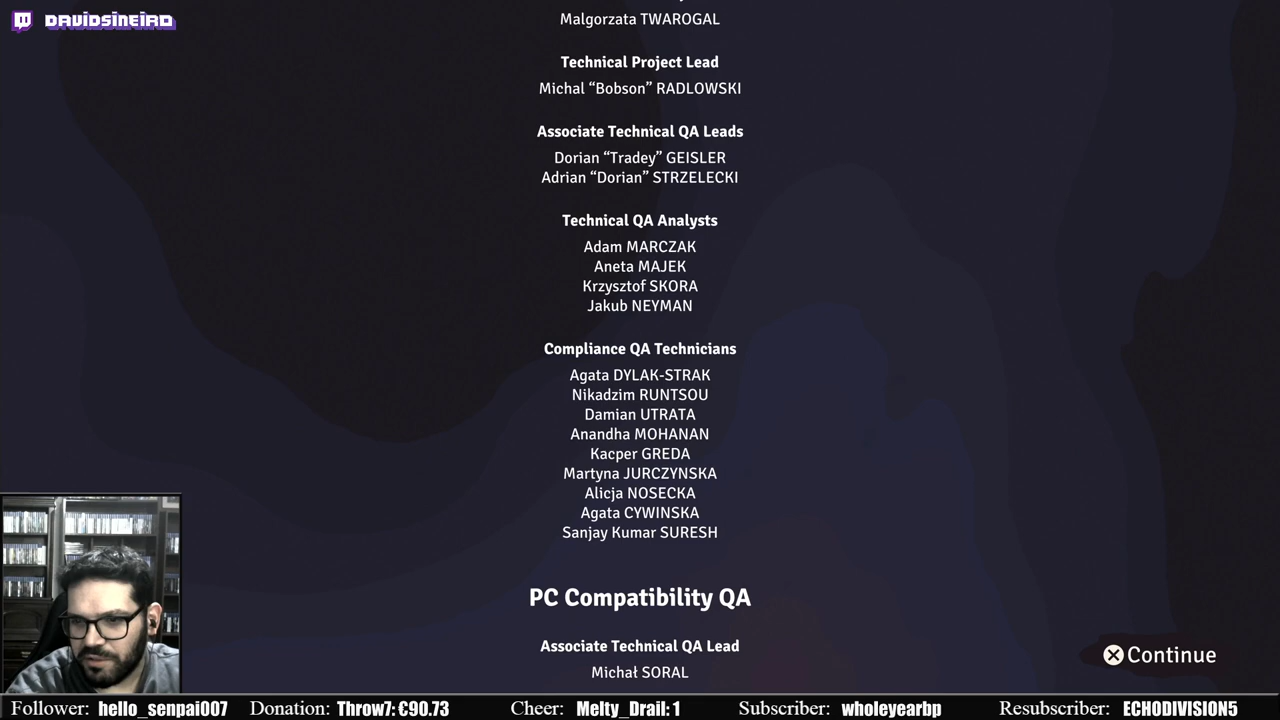 DAVIDSINEIRO
Malgorzata TWAROGAL
Technical Project Lead
Michal “Bobson” RADLOWSKI
Associate Technical QA Leads
Dorian “Tradey” GEISLER
Adrian “Dorian” STRZELECKI
Technical QA Analysts
Adam MARCZAK
Aneta MAJEK
Krzysztof SKORA
Jakub NEYMAN
Compliance QA Technicians
Agata DYLAK-STRAK
Nikadzim RUNTSOU
Damian UTRATA
Anandha MOHANAN
Kacper GREDA
Martyna JURCZYNSKA
Alicja NOSECKA
Agata CYWINSKA
Sanjay Kumar SURESH
PC Compatibility QA
Associate Technical QA Lead
Michał SORAL
Continue
Follower: hello_senpai007 Donation: Throw7: €90.73 Cheer: Melty_Drail: 1 Subscriber: wholeyearbp Resubscriber: ECHODIVISION5